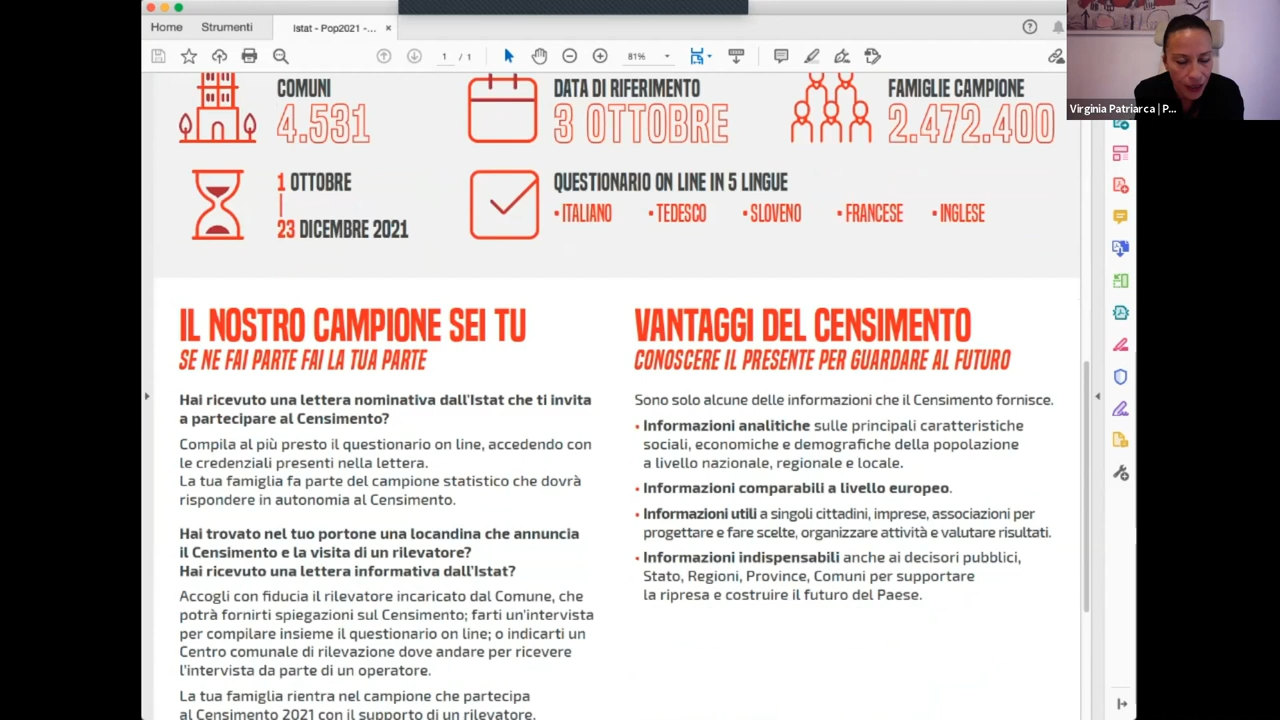 Home
Strumenti
Istat - Pop2021 -... ×
1 / 1
81%
Virginia Patriarca | P...
COMUNI
4.531
DATA DI RIFERIMENTO
3 OTTOBRE
FAMIGLIE CAMPIONE
2.472.400
1 OTTOBRE
23 DICEMBRE 2021
QUESTIONARIO ON LINE IN 5 LINGUE
• ITALIANO • TEDESCO • SLOVENO • FRANCESE • INGLESE
IL NOSTRO CAMPIONE SEI TU
SE NE FAI PARTE FAI LA TUA PARTE
Hai ricevuto una lettera nominativa dall'Istat che ti invita
a partecipare al Censimento?
Compila al più presto il questionario on line, accedendo con
le credenziali presenti nella lettera.
La tua famiglia fa parte del campione statistico che dovrà
rispondere in autonomia al Censimento.
Hai trovato nel tuo portone una locandina che annuncia
il Censimento e la visita di un rilevatore?
Hai ricevuto una lettera informativa dall'Istat?
Accogli con fiducia il rilevatore incaricato dal Comune, che
potrà fornirti spiegazioni sul Censimento; farti un'intervista
per compilare insieme il questionario on line; o indicarti un
Centro comunale di rilevazione dove andare per ricevere
l'intervista da parte di un operatore.
La tua famiglia rientra nel campione che partecipa
al Censimento 2021 con il supporto di un rilevatore.
VANTAGGI DEL CENSIMENTO
CONOSCERE IL PRESENTE PER GUARDARE AL FUTURO
Sono solo alcune delle informazioni che il Censimento fornisce.
• Informazioni analitiche sulle principali caratteristiche
sociali, economiche e demografiche della popolazione
a livello nazionale, regionale e locale.
• Informazioni comparabili a livello europeo.
• Informazioni utili a singoli cittadini, imprese, associazioni per
progettare e fare scelte, organizzare attività e valutare risultati.
• Informazioni indispensabili anche ai decisori pubblici,
Stato, Regioni, Province, Comuni per supportare
la ripresa e costruire il futuro del Paese.